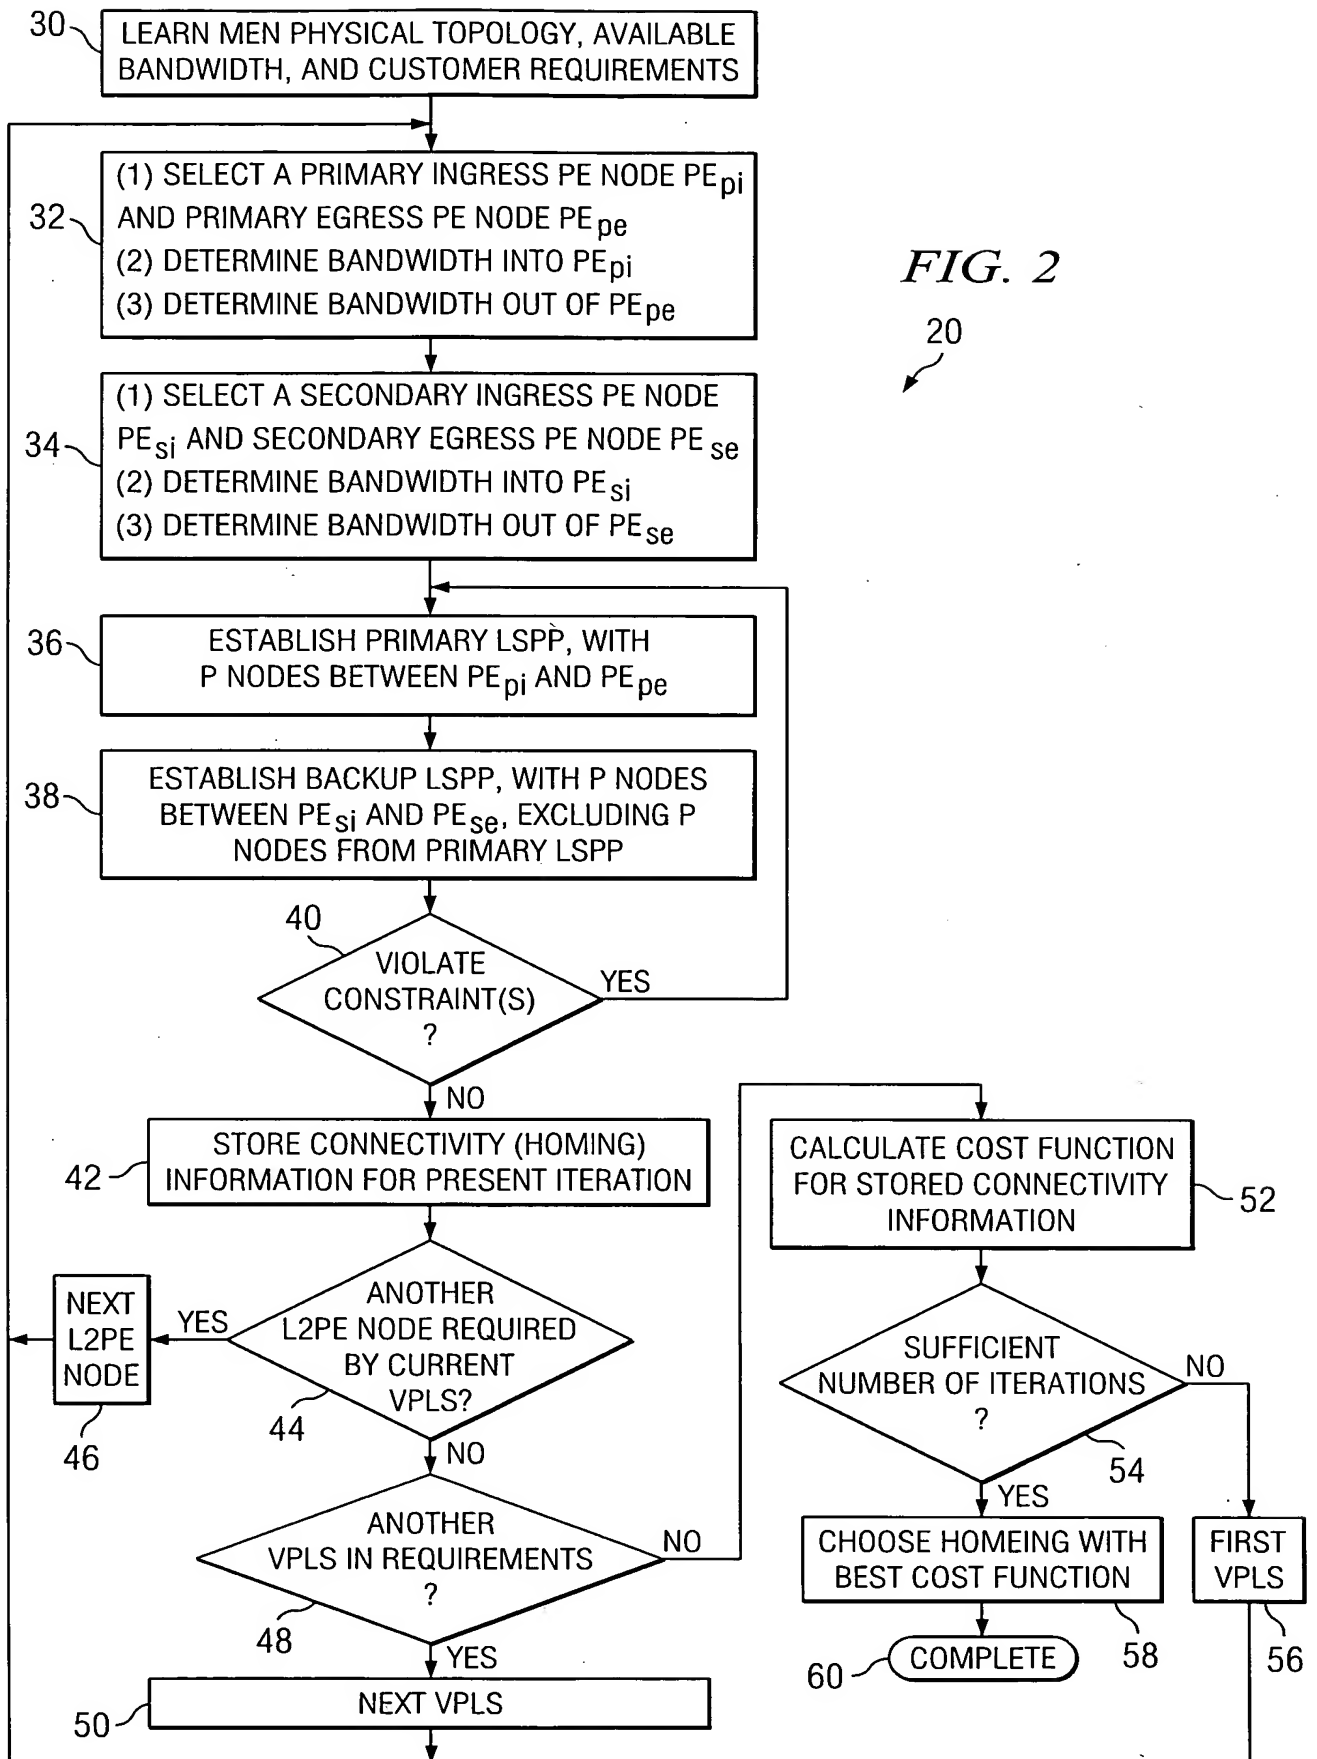 30
LEARN MEN PHYSICAL TOPOLOGY, AVAILABLE
BANDWIDTH, AND CUSTOMER REQUIREMENTS
32
(1) SELECT A PRIMARY INGRESS PE NODE PEpi
AND PRIMARY EGRESS PE NODE PEpe
(2) DETERMINE BANDWIDTH INTO PEpi
(3) DETERMINE BANDWIDTH OUT OF PEpe
FIG. 2
20
34
(1) SELECT A SECONDARY INGRESS PE NODE
PEsi AND SECONDARY EGRESS PE NODE PEse
(2) DETERMINE BANDWIDTH INTO PEsi
(3) DETERMINE BANDWIDTH OUT OF PEse
36
ESTABLISH PRIMARY LSPP, WITH
P NODES BETWEEN PEpi AND PEpe
38
ESTABLISH BACKUP LSPP, WITH P NODES
BETWEEN PEsi AND PEse, EXCLUDING P
NODES FROM PRIMARY LSPP
40
VIOLATE
CONSTRAINT(S)
?
YES
NO
42
STORE CONNECTIVITY (HOMING)
INFORMATION FOR PRESENT ITERATION
44
ANOTHER
L2PE NODE REQUIRED
BY CURRENT
VPLS?
YES
NEXT
L2PE
NODE
46
NO
48
ANOTHER
VPLS IN REQUIREMENTS
?
NO
YES
50
NEXT VPLS
CALCULATE COST FUNCTION
FOR STORED CONNECTIVITY
INFORMATION
52
SUFFICIENT
NUMBER OF ITERATIONS
?
54
NO
YES
CHOOSE HOMEING WITH
BEST COST FUNCTION
58
FIRST
VPLS
56
60
COMPLETE